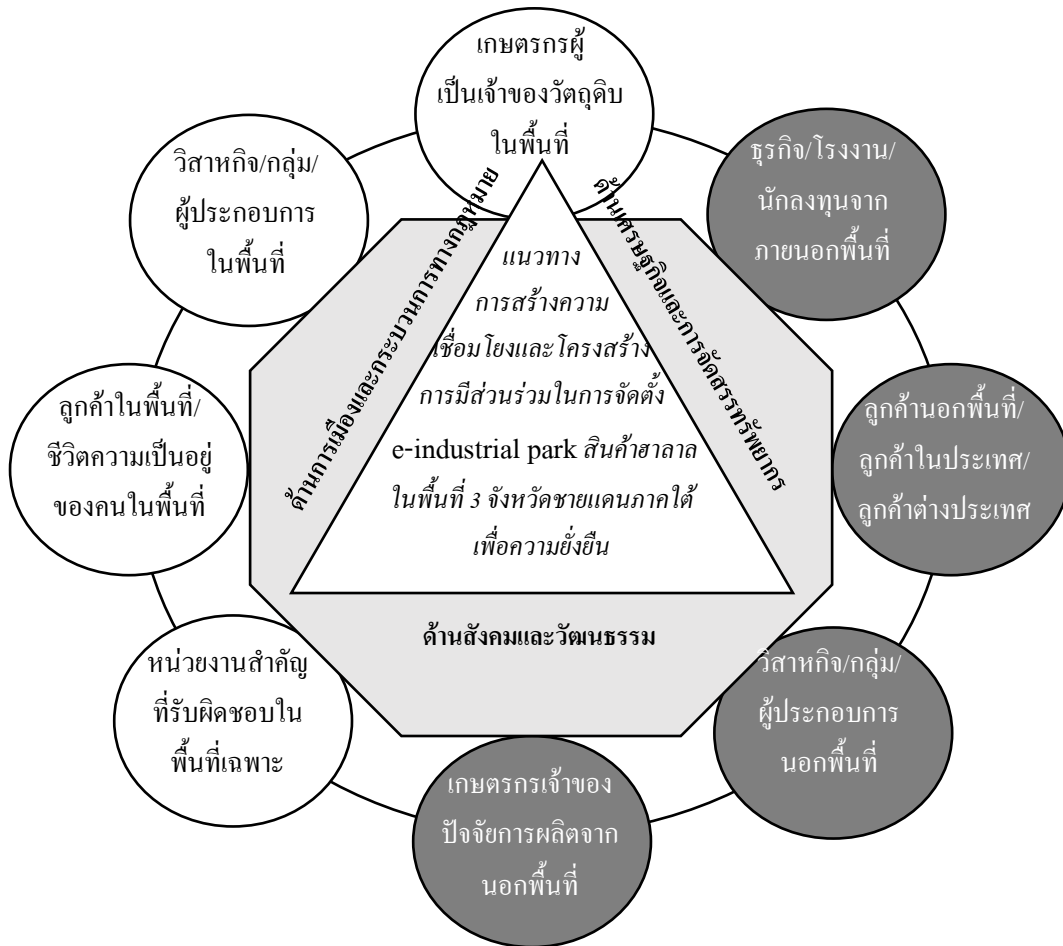 เกษตรกรผู้
เป็นเจ้าของวัตถุดิบ
ในพื้นที่
ธุรกิจ/โรงงาน/
นักลงทุนจาก
ภายนอกพื้นที่
ลูกค้านอกพื้นที่/
ลูกค้าในประเทศ/
ลูกค้าต่างประเทศ
วิสาหกิจ/กลุ่ม/
ผู้ประกอบการ
นอกพื้นที่
เกษตรกรเจ้าของ
ปัจจัยการผลิตจาก
นอกพื้นที่
หน่วยงานสำคัญ
ที่รับผิดชอบใน
พื้นที่เฉพาะ
ลูกค้าในพื้นที่/
ชีวิตความเป็นอยู่
ของคนในพื้นที่
วิสาหกิจ/กลุ่ม/
ผู้ประกอบการ
ในพื้นที่
ด้านการเมืองและกระบวนการทางกฎหมาย
ด้านเศรษฐกิจและการจัดสรรทรัพยากร
แนวทาง
การสร้างความ
เชื่อมโยงและโครงสร้าง
การมีส่วนร่วมในการจัดตั้ง
e-industrial park สินค้าฮาลาล
ในพื้นที่ 3 จังหวัดชายแดนภาคใต้
เพื่อความยั่งยืน
ด้านสังคมและวัฒนธรรม